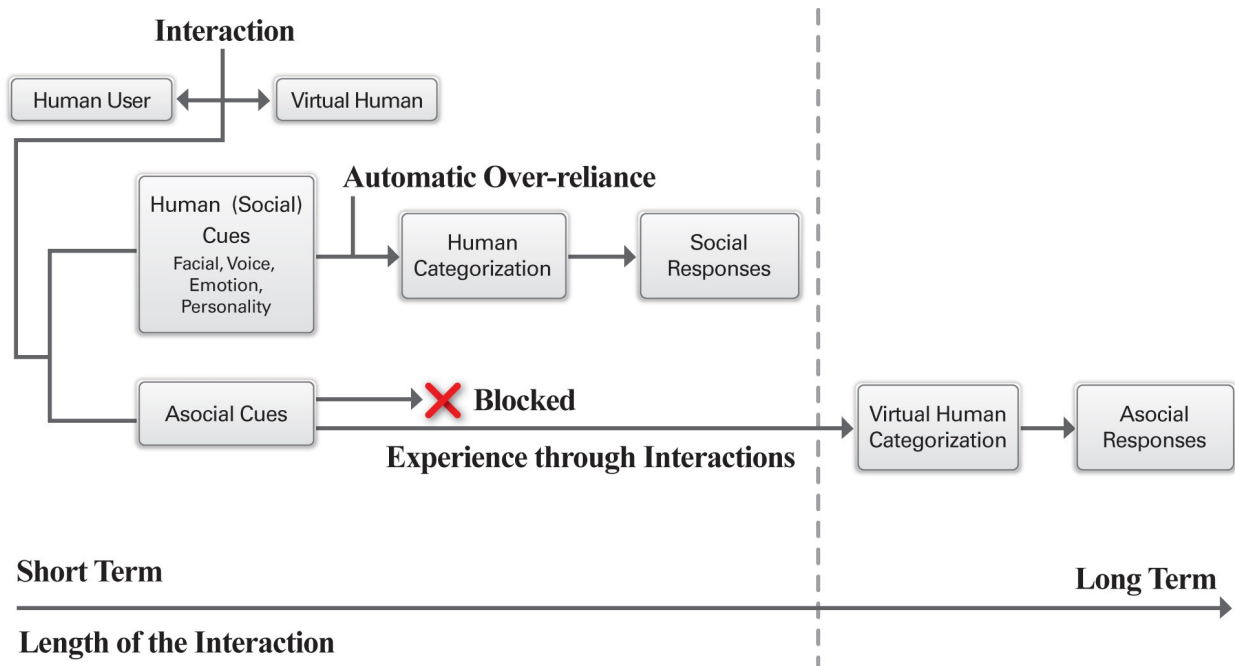 Interaction
Human User
Virtual Human
Automatic Over-reliance
Human (Social)
Cues
Facial, Voice,
Emotion,
Personality
Human
Categorization
Social
Responses
Asocial Cues
Blocked
Experience through Interactions
Virtual Human
Categorization
Asocial
Responses
Short Term
Long Term
Length of the Interaction